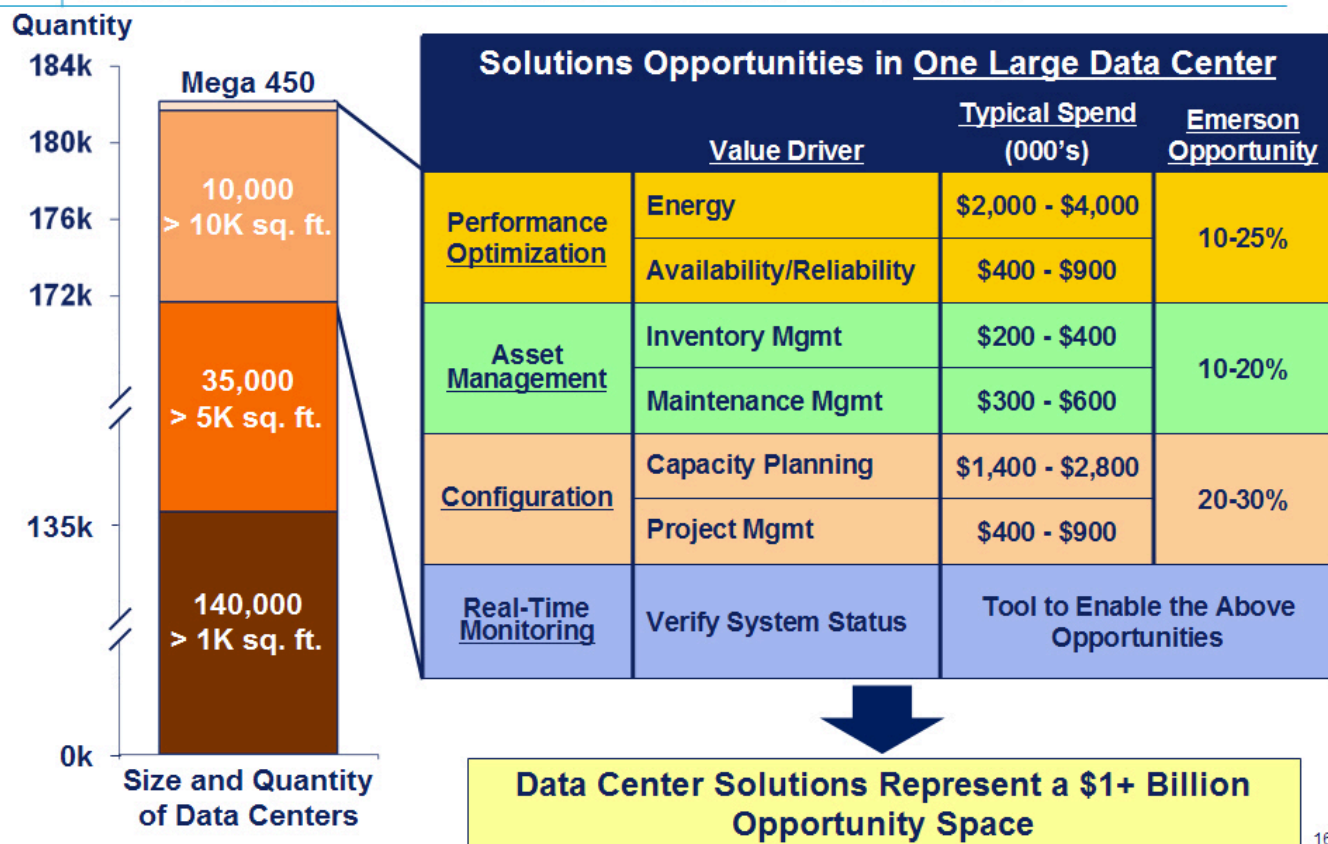 Quantity
184k
180k
176k
172k
135k
0k
Mega 450
10,000
> 10K sq. ft.
35,000
> 5K sq. ft.
140,000
> 1K sq. ft.
Size and Quantity
of Data Centers
Solutions Opportunities in One Large Data Center
Value Driver
Typical Spend
(000's)
Emerson
Opportunity
Performance
Optimization
Energy
$2,000 - $4,000
10-25%
Availability/Reliability
$400 - $900
Asset
Management
Inventory Mgmt
$200 - $400
10-20%
Maintenance Mgmt
$300 - $600
Configuration
Capacity Planning
$1,400 - $2,800
20-30%
Project Mgmt
$400 - $900
Real-Time
Monitoring
Verify System Status
Tool to Enable the Above
Opportunities
Data Center Solutions Represent a $1+ Billion
Opportunity Space
16